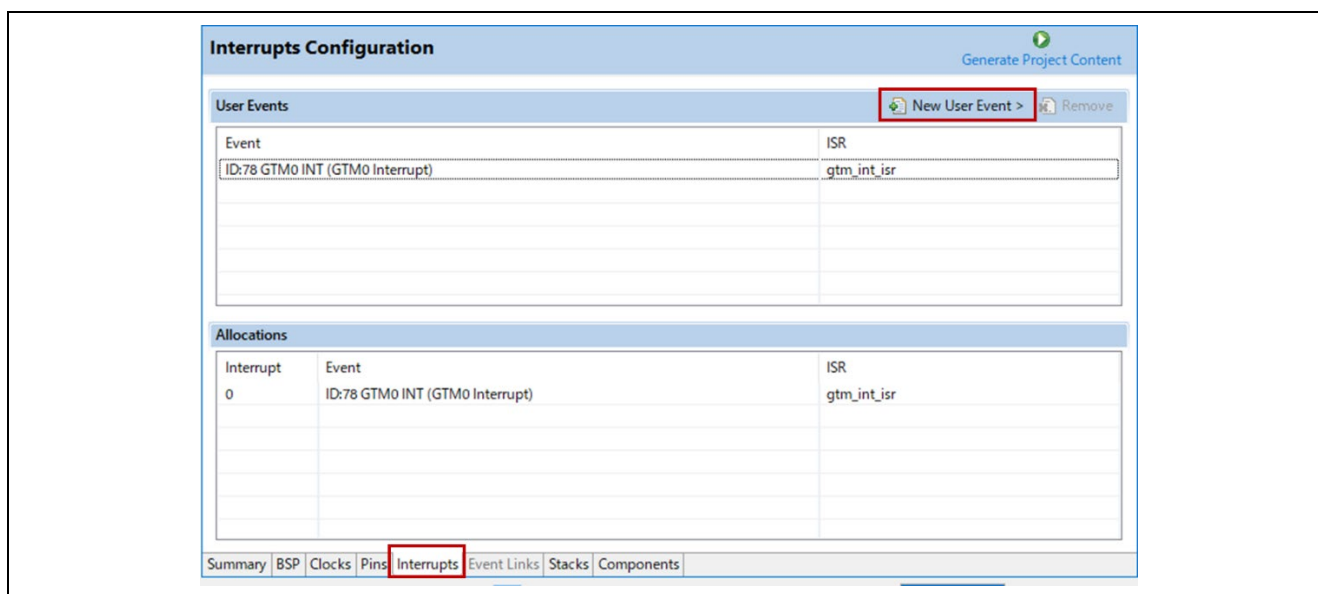 Interrupts Configuration
Generate Project Content
User Events New User Event > Remove
Event ISR
ID:78 GTM0 INT (GTM0 Interrupt) gtm_int_isr
Allocations
Interrupt Event ISR
0 ID:78 GTM0 INT (GTM0 Interrupt) gtm_int_isr
Summary BSP Clocks Pins Interrupts Event Links Stacks Components